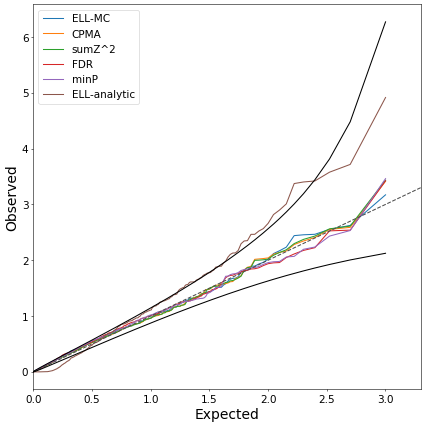 ELL-MC
CPMA
sumZ^2
FDR
minP
ELL-analytic
6
5
4
3
2
1
0
Observed
0.0 0.5 1.0 1.5 2.0 2.5 3.0
Expected